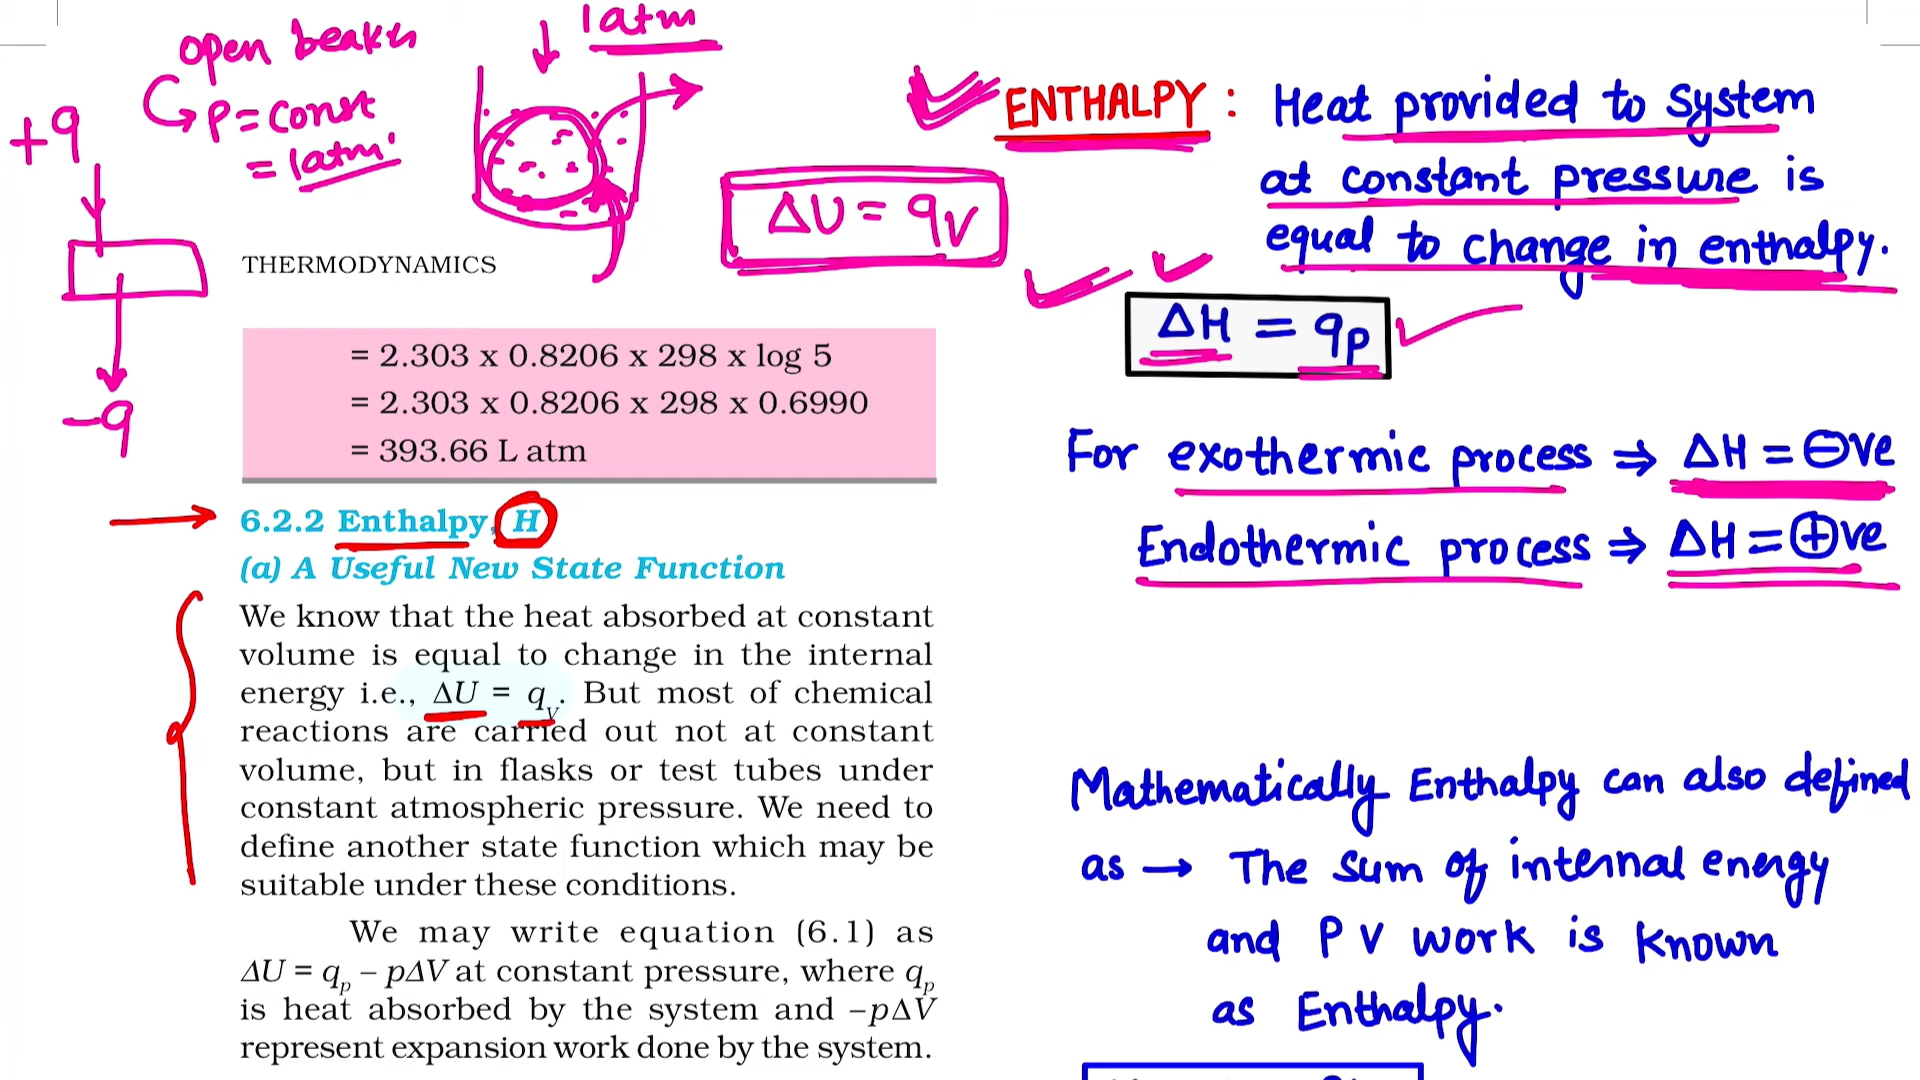 open beaker
P = const
= 1atm
1atm
+q
-q
ΔU = qv
ENTHALPY : Heat provided to System
at constant pressure is
equal to change in enthalpy.
ΔH = qp
For exothermic process ⇒ ΔH = ⊖ve
Endothermic process ⇒ ΔH = ⊕ve
Mathematically Enthalpy can also defined
as → The sum of internal energy
and PV work is known
as Enthalpy.
THERMODYNAMICS
= 2.303 x 0.8206 x 298 x log 5
= 2.303 x 0.8206 x 298 x 0.6990
= 393.66 L atm
6.2.2 Enthalpy, H
(a) A Useful New State Function
We know that the heat absorbed at constant
volume is equal to change in the internal
energy i.e., ΔU = qV. But most of chemical
reactions are carried out not at constant
volume, but in flasks or test tubes under
constant atmospheric pressure. We need to
define another state function which may be
suitable under these conditions.
We may write equation (6.1) as
ΔU = qp – pΔV at constant pressure, where qp
is heat absorbed by the system and –pΔV
represent expansion work done by the system.